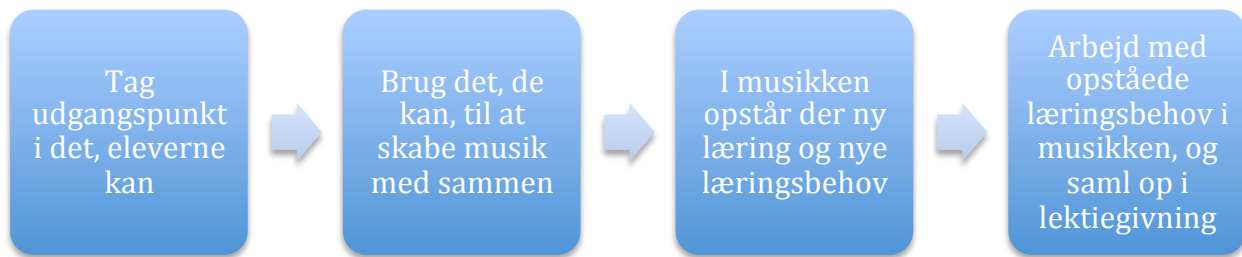 Tag
udgangspunkt
i det, eleverne
kan
Brug det, de
kan, til at
skabe musik
med sammen
I musikken
opstår der ny
læring og nye
læringsbehov
Arbejd med
opståede
læringsbehov i
musikken, og
saml op i
lektiegivning